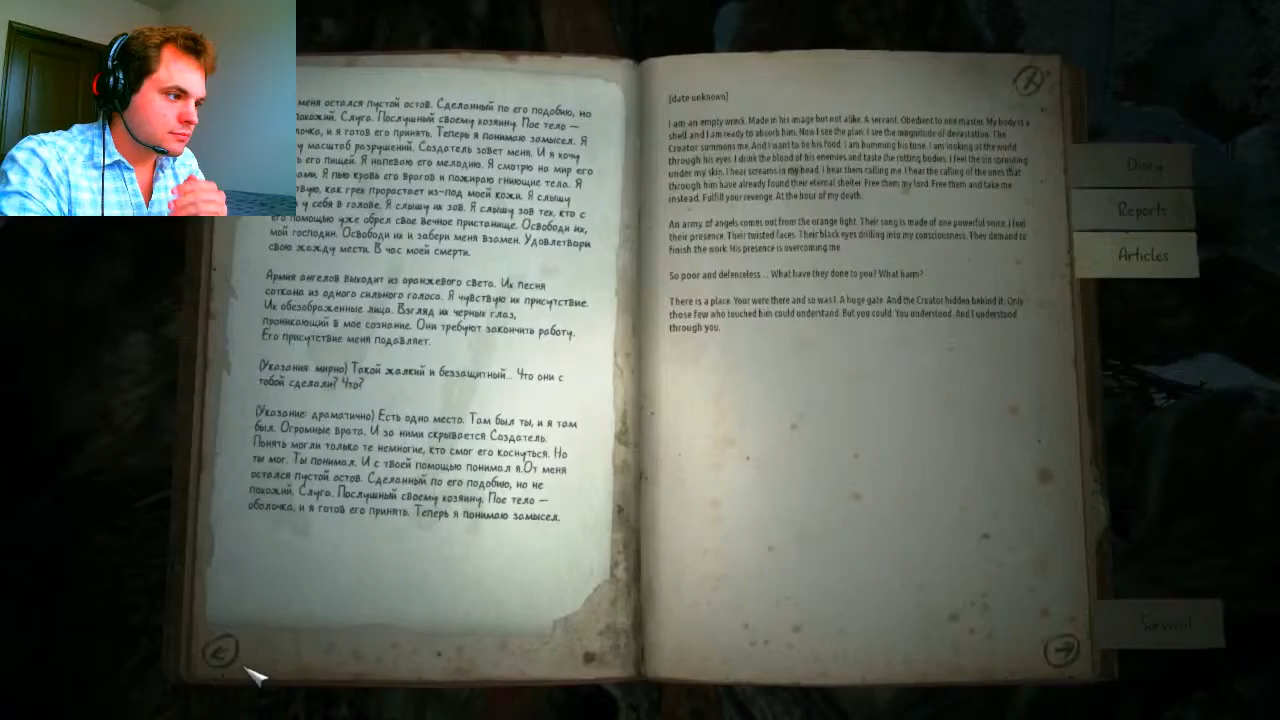 меня остался пустой остов. Сделанный по его подобию, но
похожий. Слуга. Послушный своему хозяину. Пое тело —
и я готов его принять. Теперь я понимаю замысел. Я
масштаб разрушений. Создатель зовет меня. И я хочу
его пищей. Я напеваю его мелодию. Я смотрю на мир его
Я пью кровь его врагов и пожираю гниющие тела. Я
как грех прорастает из-под моей кожи. Я слышу
у себя в голове. Я слышу их зов. Я слышу зов тех, кто с
его помощью уже обрел свое вечное пристанище. Освободи их,
мой господин. Освободи их и забери меня взамен. Удовлетвори
свою жажду мести. В час моей смерти.
Армия ангелов выходит из оранжевого света. Их песня
соткана из одного сильного голоса. Я чувствую их присутствие.
Их обезображенные лица. Взгляд их черных глаз,
проникающий в мое сознание. Они требуют закончить работу.
Его присутствие меня подавляет.
(Указания: мирно) Такой жалкий и беззащитный... Что они с
тобой сделали? Что?
(Указание: драматично) Есть одно место. Там был ты, и я там
был. Огромные врата. И за ними скрывается Создатель.
Понять могли только те немногие, кто смог его коснуться. Но
ты мог. Ты понимал. И с твоей помощью понимал я.От меня
остался пустой остов. Сделанный по его подобию, но не
похожий. Слуга. Послушный своему хозяину. Пое тело —
оболочка, и я готов его принять. Теперь я понимаю замысел.
[date unknown]
I am an empty wreck. Made in his image but not alike. A servant. Obedient to one master. My body is a
shell and I am ready to absorb him. Now I see the plan. I see the magnitude of devastation. The
Creator summons me. And I want to be his food. I am humming his tone. I am looking at the world
through his eyes. I drink the blood of his enemies and taste the rotting bodies. I feel the sin sprouting
under my skin. I hear screams in my head. I hear them calling me. I hear the calling of the ones that
through him have already found their eternal shelter. Free them my lord. Free them and take me
instead. Fulfill your revenge. At the hour of my death.
An army of angels comes out from the orange light. Their song is made of one powerful voice. I feel
their presence. Their twisted faces. Their black eyes drilling into my consciousness. They demand to
finish the work. His presence is overcoming me.
So poor and defenceless... What have they done to you? What harm?
There is a place. Your were there and so was I. A huge gate. And the Creator hidden behind it. Only
those few who touched him could understand. But you could. You understood. And I understood
through you.
Diary
Reports
Articles
Survival